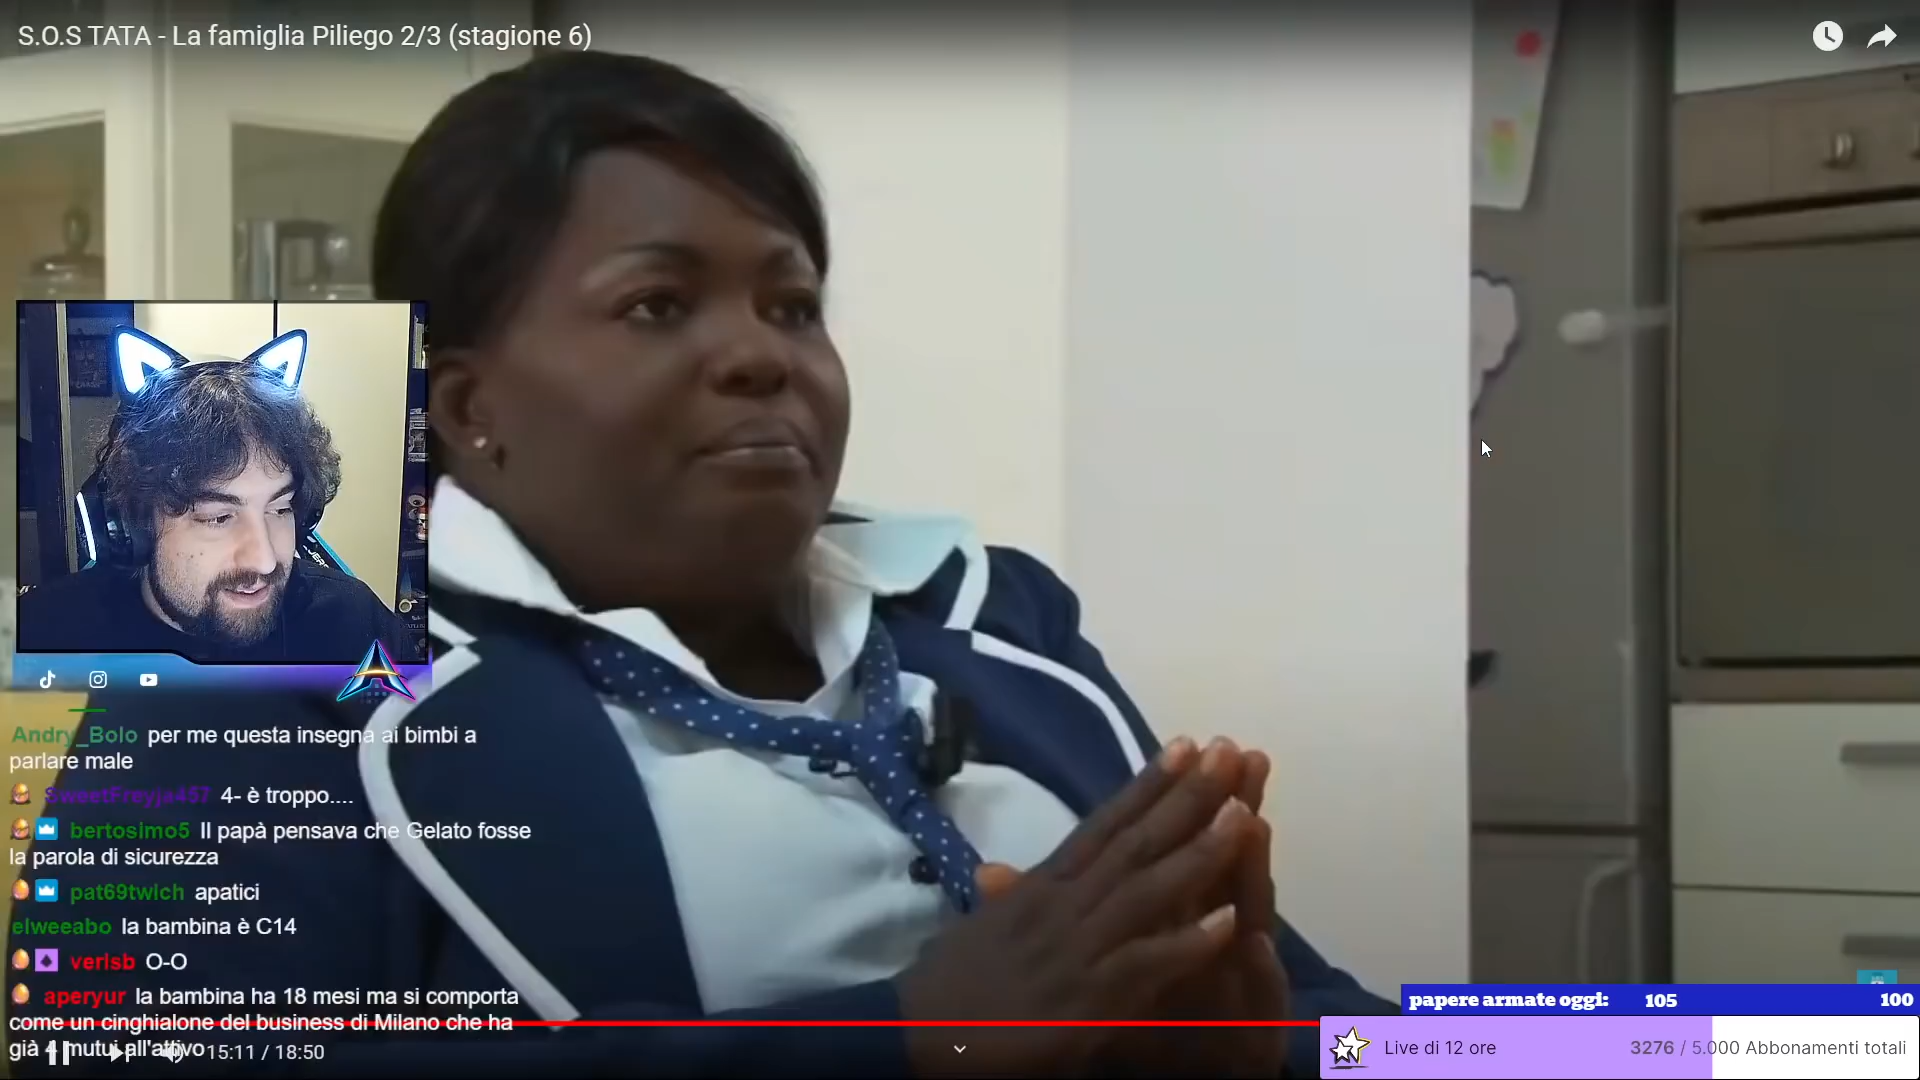 S.O.S TATA - La famiglia Piliego 2/3 (stagione 6)
Andry_Bolo per me questa insegna ai bimbi a
parlare male
SweetFreyja457 4- è troppo....
bertosimo5 Il papà pensava che Gelato fosse
la parola di sicurezza
pat69twich apatici
elweeabo la bambina è C14
verlsb O-O
aperyur la bambina ha 18 mesi ma si comporta
come un cinghialone del business di Milano che ha
già 4 mutui all'attivo
15:11 / 18:50
papere armate oggi: 105 100
Live di 12 ore 3276 / 5.000 Abbonamenti totali